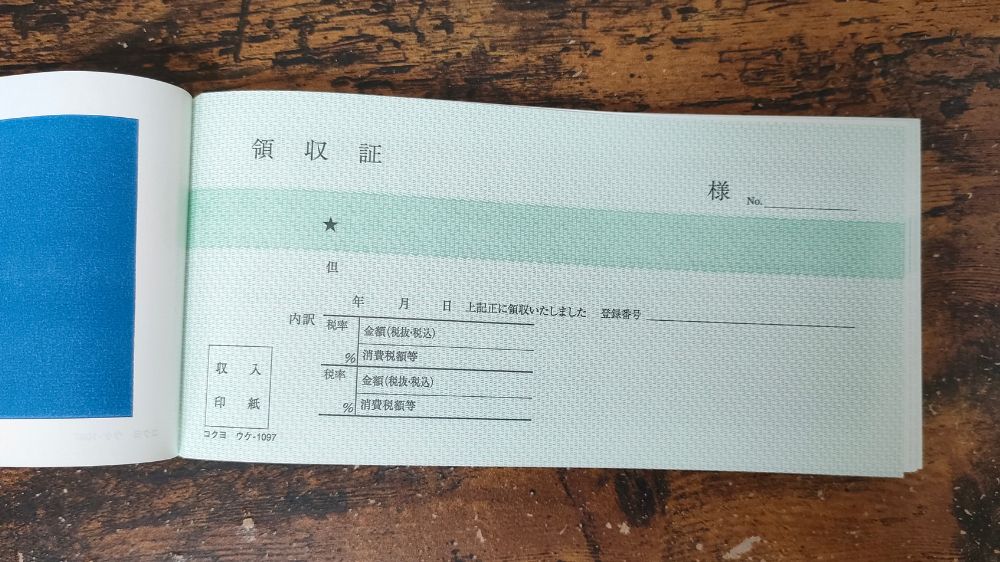 領収証
様
No.
★
但
年 月 日 上記正に領収いたしました 登録番号
内訳 税率 金額(税抜・税込)
% 消費税額等
税率 金額(税抜・税込)
% 消費税額等
収入
印紙
コクヨ ウケ-1097